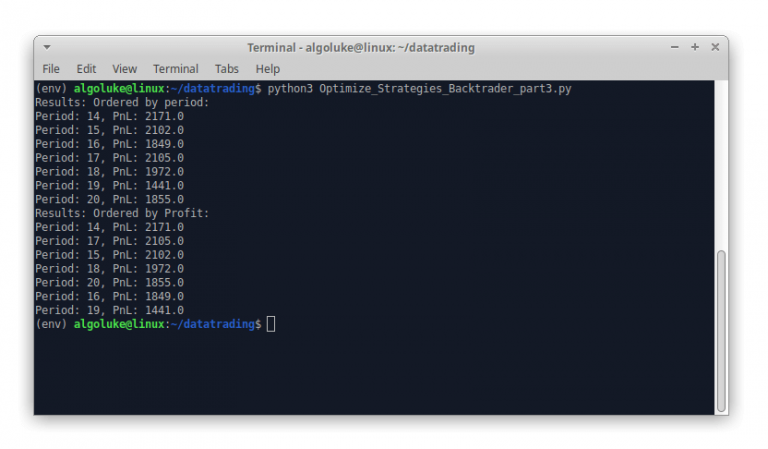 Terminal - algoluke@linux: ~/datatrading
File Edit View Terminal Tabs Help
(env) algoluke@linux:~/datatrading$ python3 Optimize_Strategies_Backtrader_part3.py
Results: Ordered by period:
Period: 14, PnL: 2171.0
Period: 15, PnL: 2102.0
Period: 16, PnL: 1849.0
Period: 17, PnL: 2105.0
Period: 18, PnL: 1972.0
Period: 19, PnL: 1441.0
Period: 20, PnL: 1855.0
Results: Ordered by Profit:
Period: 14, PnL: 2171.0
Period: 17, PnL: 2105.0
Period: 15, PnL: 2102.0
Period: 18, PnL: 1972.0
Period: 20, PnL: 1855.0
Period: 16, PnL: 1849.0
Period: 19, PnL: 1441.0
(env) algoluke@linux:~/datatrading$